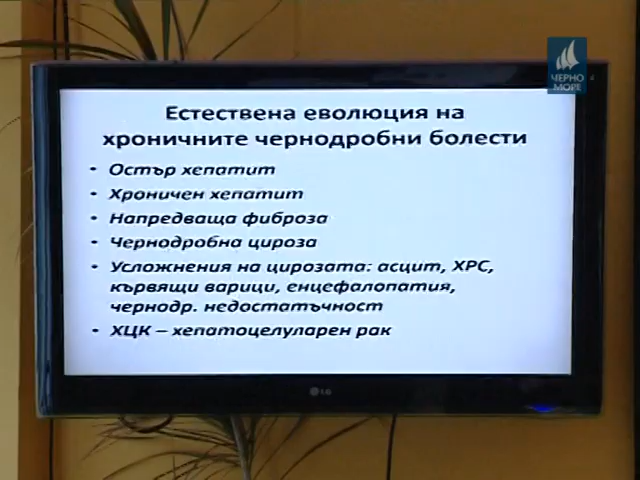 ЧЕРНО
МОРЕ
Естествена еволюция на
хроничните чернодробни болести
• Остър хепатит
• Хроничен хепатит
• Напредваща фиброза
• Чернодробна цироза
• Усложнения на цирозата: асцит, ХРС,
кървящи варици, енцефалопатия,
чернодр. недостатъчност
• ХЦК – хепатоцелуларен рак
LG